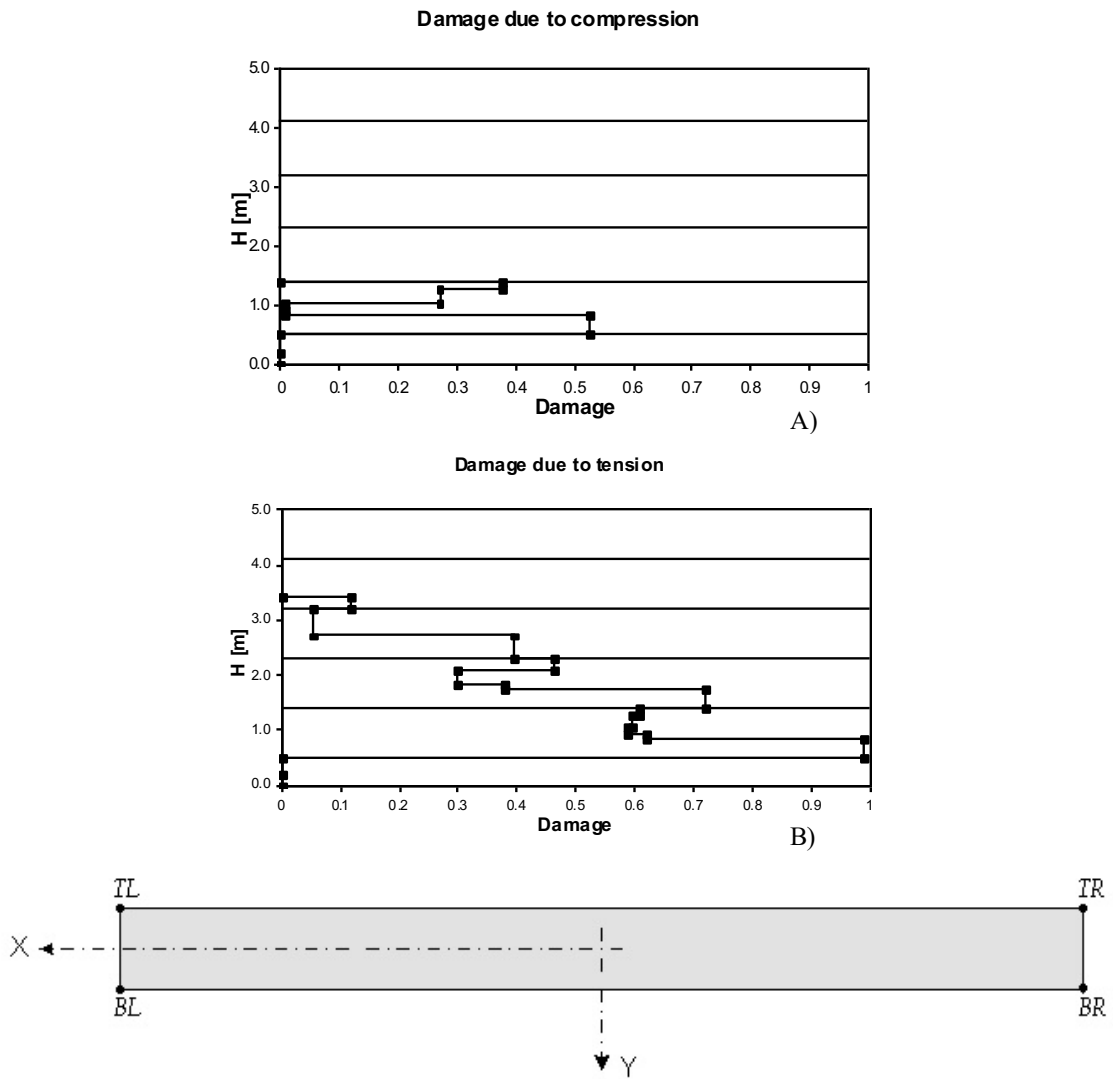 Damage due to compression
5.0
4.0
3.0
2.0
1.0
0.0
H [m]
0 0.1 0.2 0.3 0.4 0.5 0.6 0.7 0.8 0.9 1
Damage
A)
Damage due to tension
5.0
4.0
3.0
2.0
1.0
0.0
H [m]
0 0.1 0.2 0.3 0.4 0.5 0.6 0.7 0.8 0.9 1
Damage
B)
TL TR
X
BL BR
Y